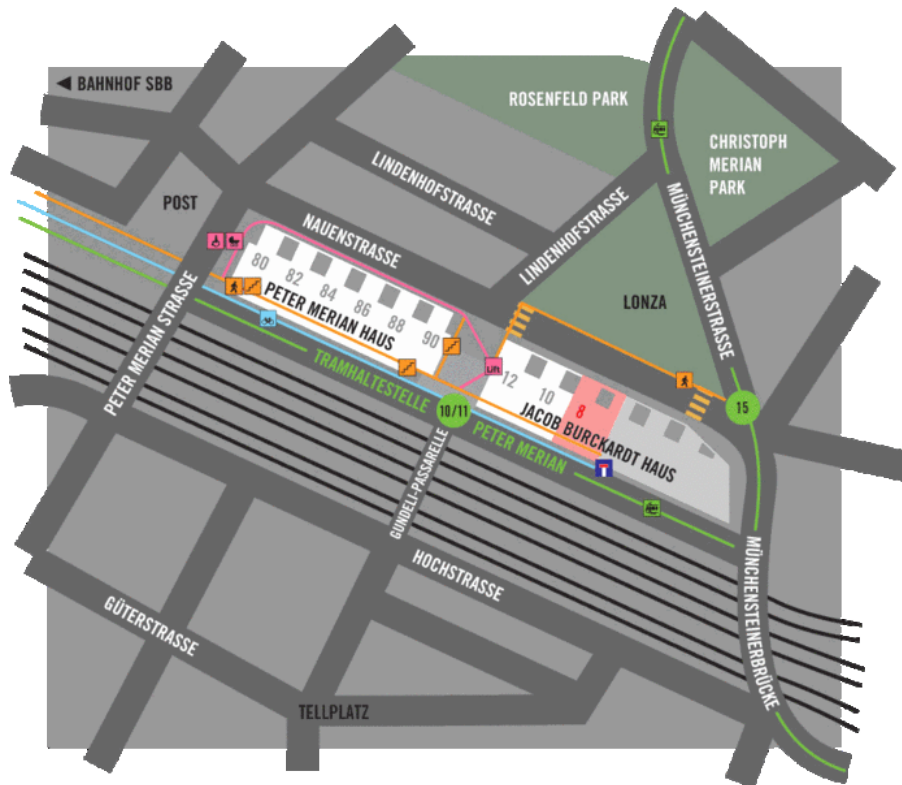 ◄ BAHNHOF SBB
ROSENFELD PARK
CHRISTOPH
MERIAN
PARK
LINDENHOFSTRASSE
POST
NAUENSTRASSE
LINDENHOFSTRASSE
MÜNCHENSTEINERSTRASSE
80
82
84
86
88
90
PETER MERIAN HAUS
LONZA
PETER MERIAN STRASSE
Lift
12
10
8
JACOB BURCKARDT HAUS
15
TRAMHALTESTELLE
10/11
PETER MERIAN
GUNDELI-PASSARELLE
HOCHSTRASSE
MÜNCHENSTEINERBRÜCKE
GÜTERSTRASSE
TELLPLATZ